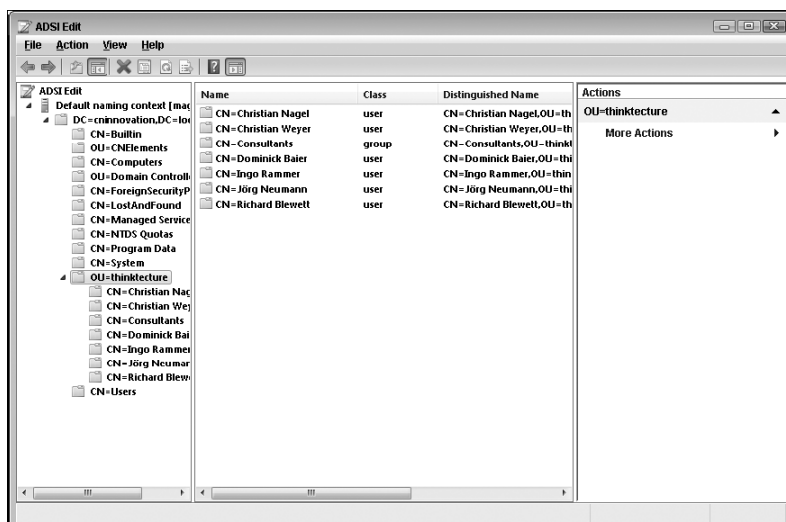 ADSI Edit
File Action View Help
ADSI Edit
Default naming context [mag
DC=cninnovation,DC=lo
CN=Builtin
OU=CNElements
CN=Computers
OU=Domain Controll
CN=ForeignSecurityP
CN=LostAndFound
CN=Managed Service
CN=NTDS Quotas
CN=Program Data
CN=System
OU=thinktecture
CN=Christian Nag
CN=Christian Wey
CN=Consultants
CN=Dominick Bai
CN=Ingo Rammer
CN=Jörg Neumar
CN=Richard Blew
CN=Users
Name Class Distinguished Name
CN=Christian Nagel user CN=Christian Nagel,OU=th
CN=Christian Weyer user CN=Christian Weyer,OU=th
CN=Consultants group CN=Consultants,OU=thinkt
CN=Dominick Baier user CN=Dominick Baier,OU=thi
CN=Ingo Rammer user CN=Ingo Rammer,OU=thin
CN=Jörg Neumann user CN=Jörg Neumann,OU=thi
CN=Richard Blewett user CN=Richard Blewett,OU=th
Actions
OU=thinktecture
More Actions